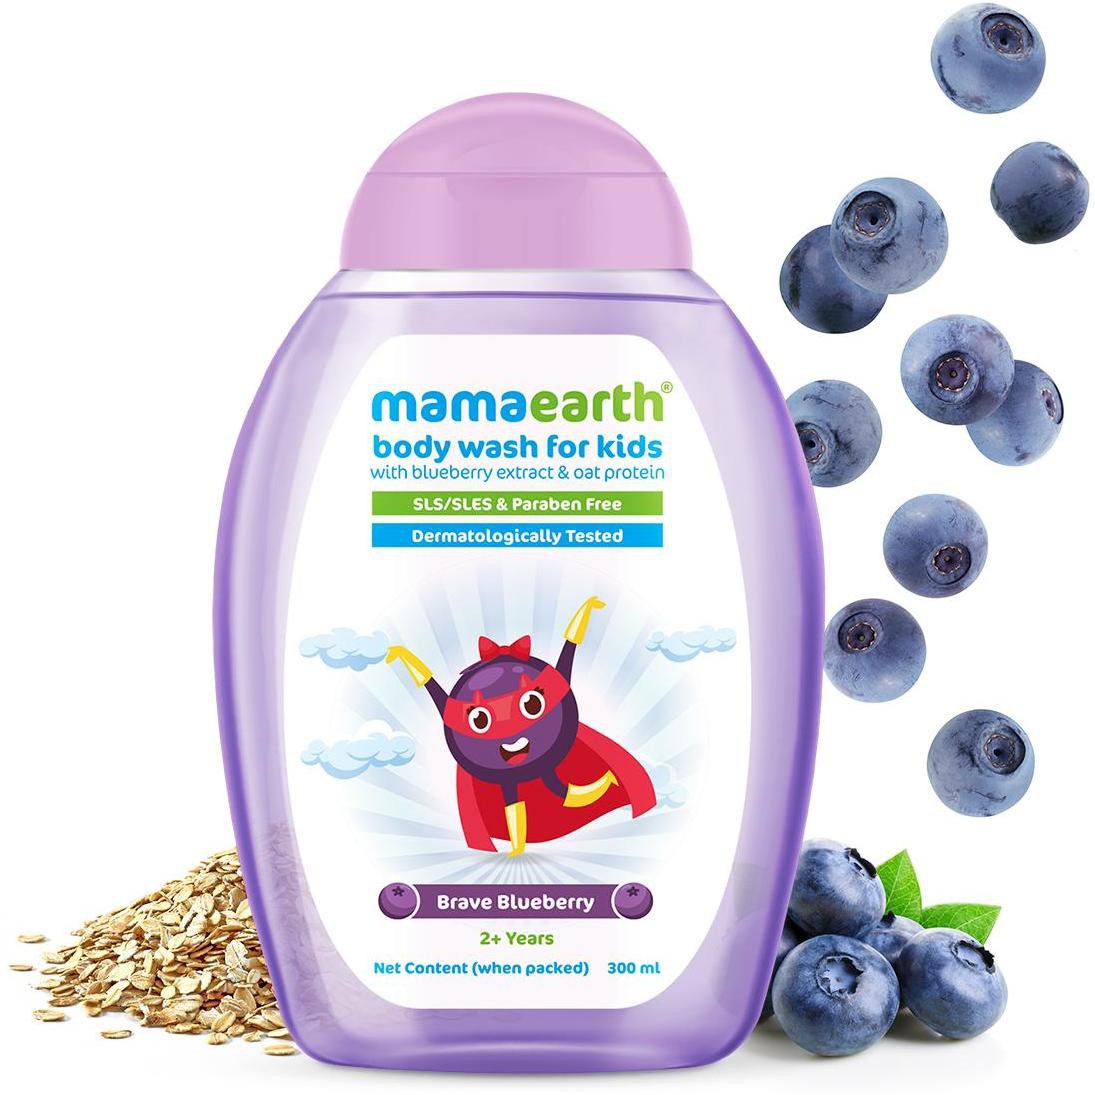 mamaearth®
body wash for kids
with blueberry extract & oat protein
SLS/SLES & Paraben Free
Dermatologically Tested
Brave Blueberry
2+ Years
Net Content (when packed) 300 ml